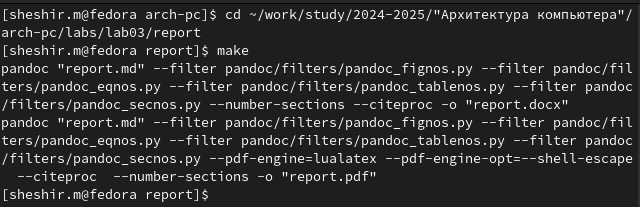 [sheshir.m@fedora arch-pc]$ cd ~/work/study/2024-2025/"Архитектура компьютера"/
arch-pc/labs/lab03/report
[sheshir.m@fedora report]$ make
pandoc "report.md" --filter pandoc/filters/pandoc_fignos.py --filter pandoc/fil
ters/pandoc_eqnos.py --filter pandoc/filters/pandoc_tablenos.py --filter pandoc
/filters/pandoc_secnos.py --number-sections --citeproc -o "report.docx"
pandoc "report.md" --filter pandoc/filters/pandoc_fignos.py --filter pandoc/fil
ters/pandoc_eqnos.py --filter pandoc/filters/pandoc_tablenos.py --filter pandoc
/filters/pandoc_secnos.py --pdf-engine=lualatex --pdf-engine-opt=--shell-escape
  --citeproc  --number-sections -o "report.pdf"
[sheshir.m@fedora report]$